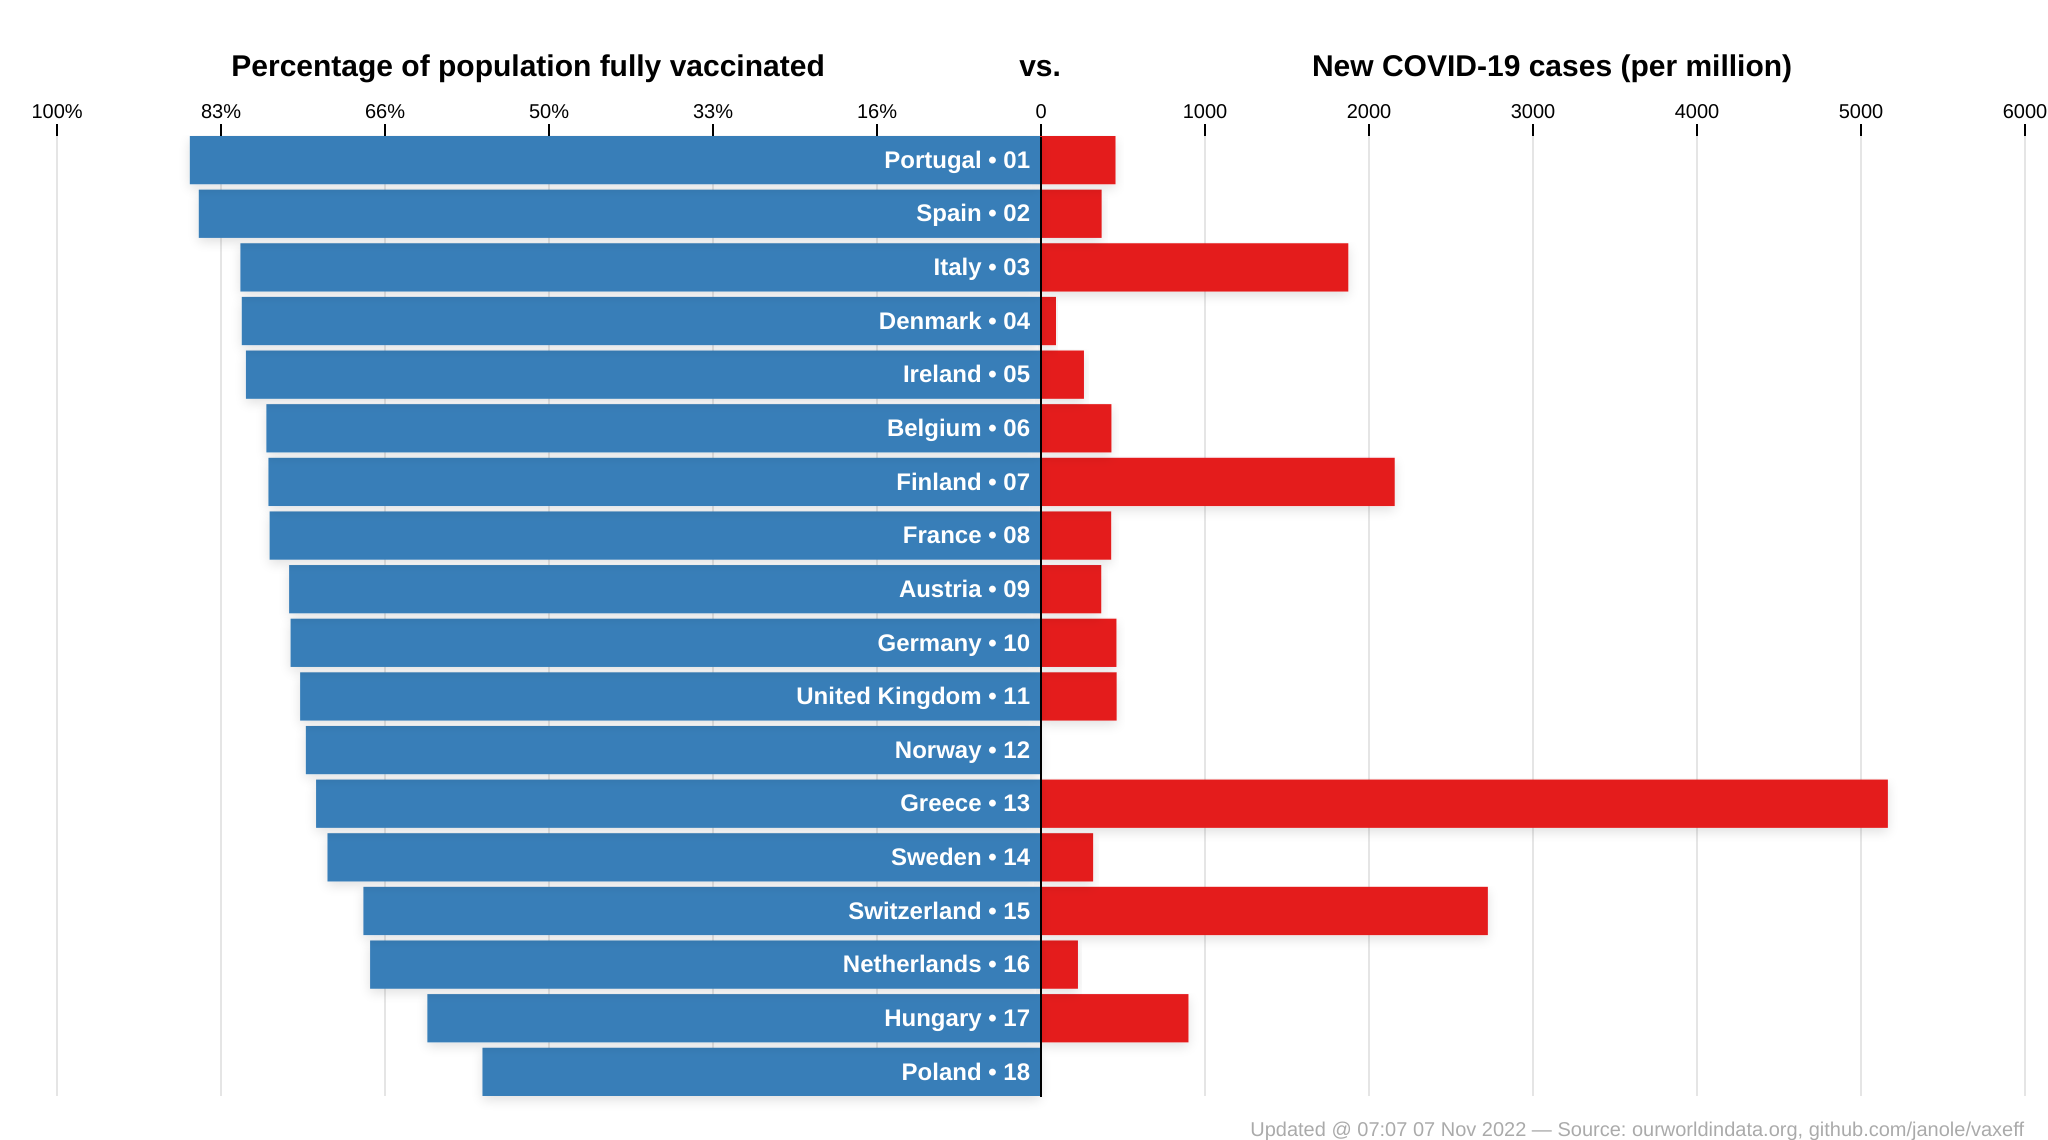 Percentage of population fully vaccinated vs. New COVID-19 cases (per million)
100% 83% 66% 50% 33% 16% 0 1000 2000 3000 4000 5000 6000
Portugal • 01
Spain • 02
Italy • 03
Denmark • 04
Ireland • 05
Belgium • 06
Finland • 07
France • 08
Austria • 09
Germany • 10
United Kingdom • 11
Norway • 12
Greece • 13
Sweden • 14
Switzerland • 15
Netherlands • 16
Hungary • 17
Poland • 18
Updated @ 07:07 07 Nov 2022 — Source: ourworldindata.org, github.com/janole/vaxeff